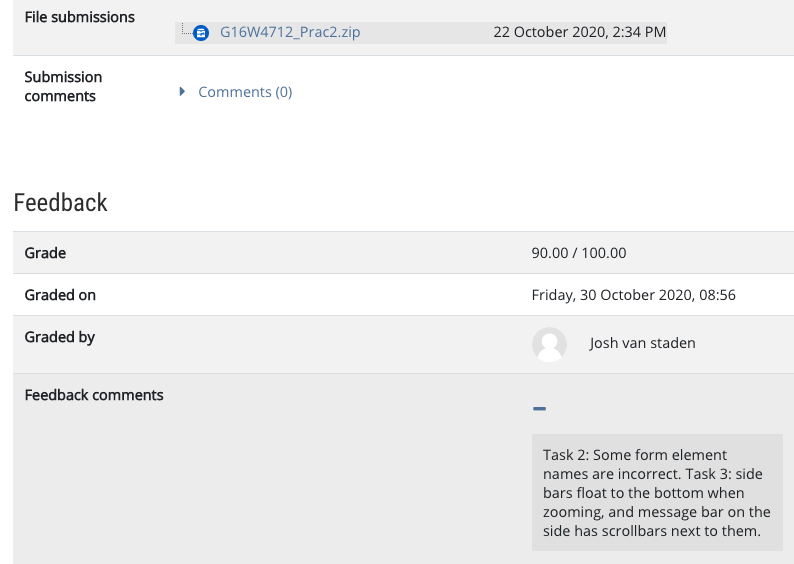 File submissions
G16W4712_Prac2.zip 22 October 2020, 2:34 PM
Submission
comments
Comments (0)
Feedback
Grade 90.00 / 100.00
Graded on Friday, 30 October 2020, 08:56
Graded by Josh van staden
Feedback comments
Task 2: Some form element
names are incorrect. Task 3: side
bars float to the bottom when
zooming, and message bar on the
side has scrollbars next to them.